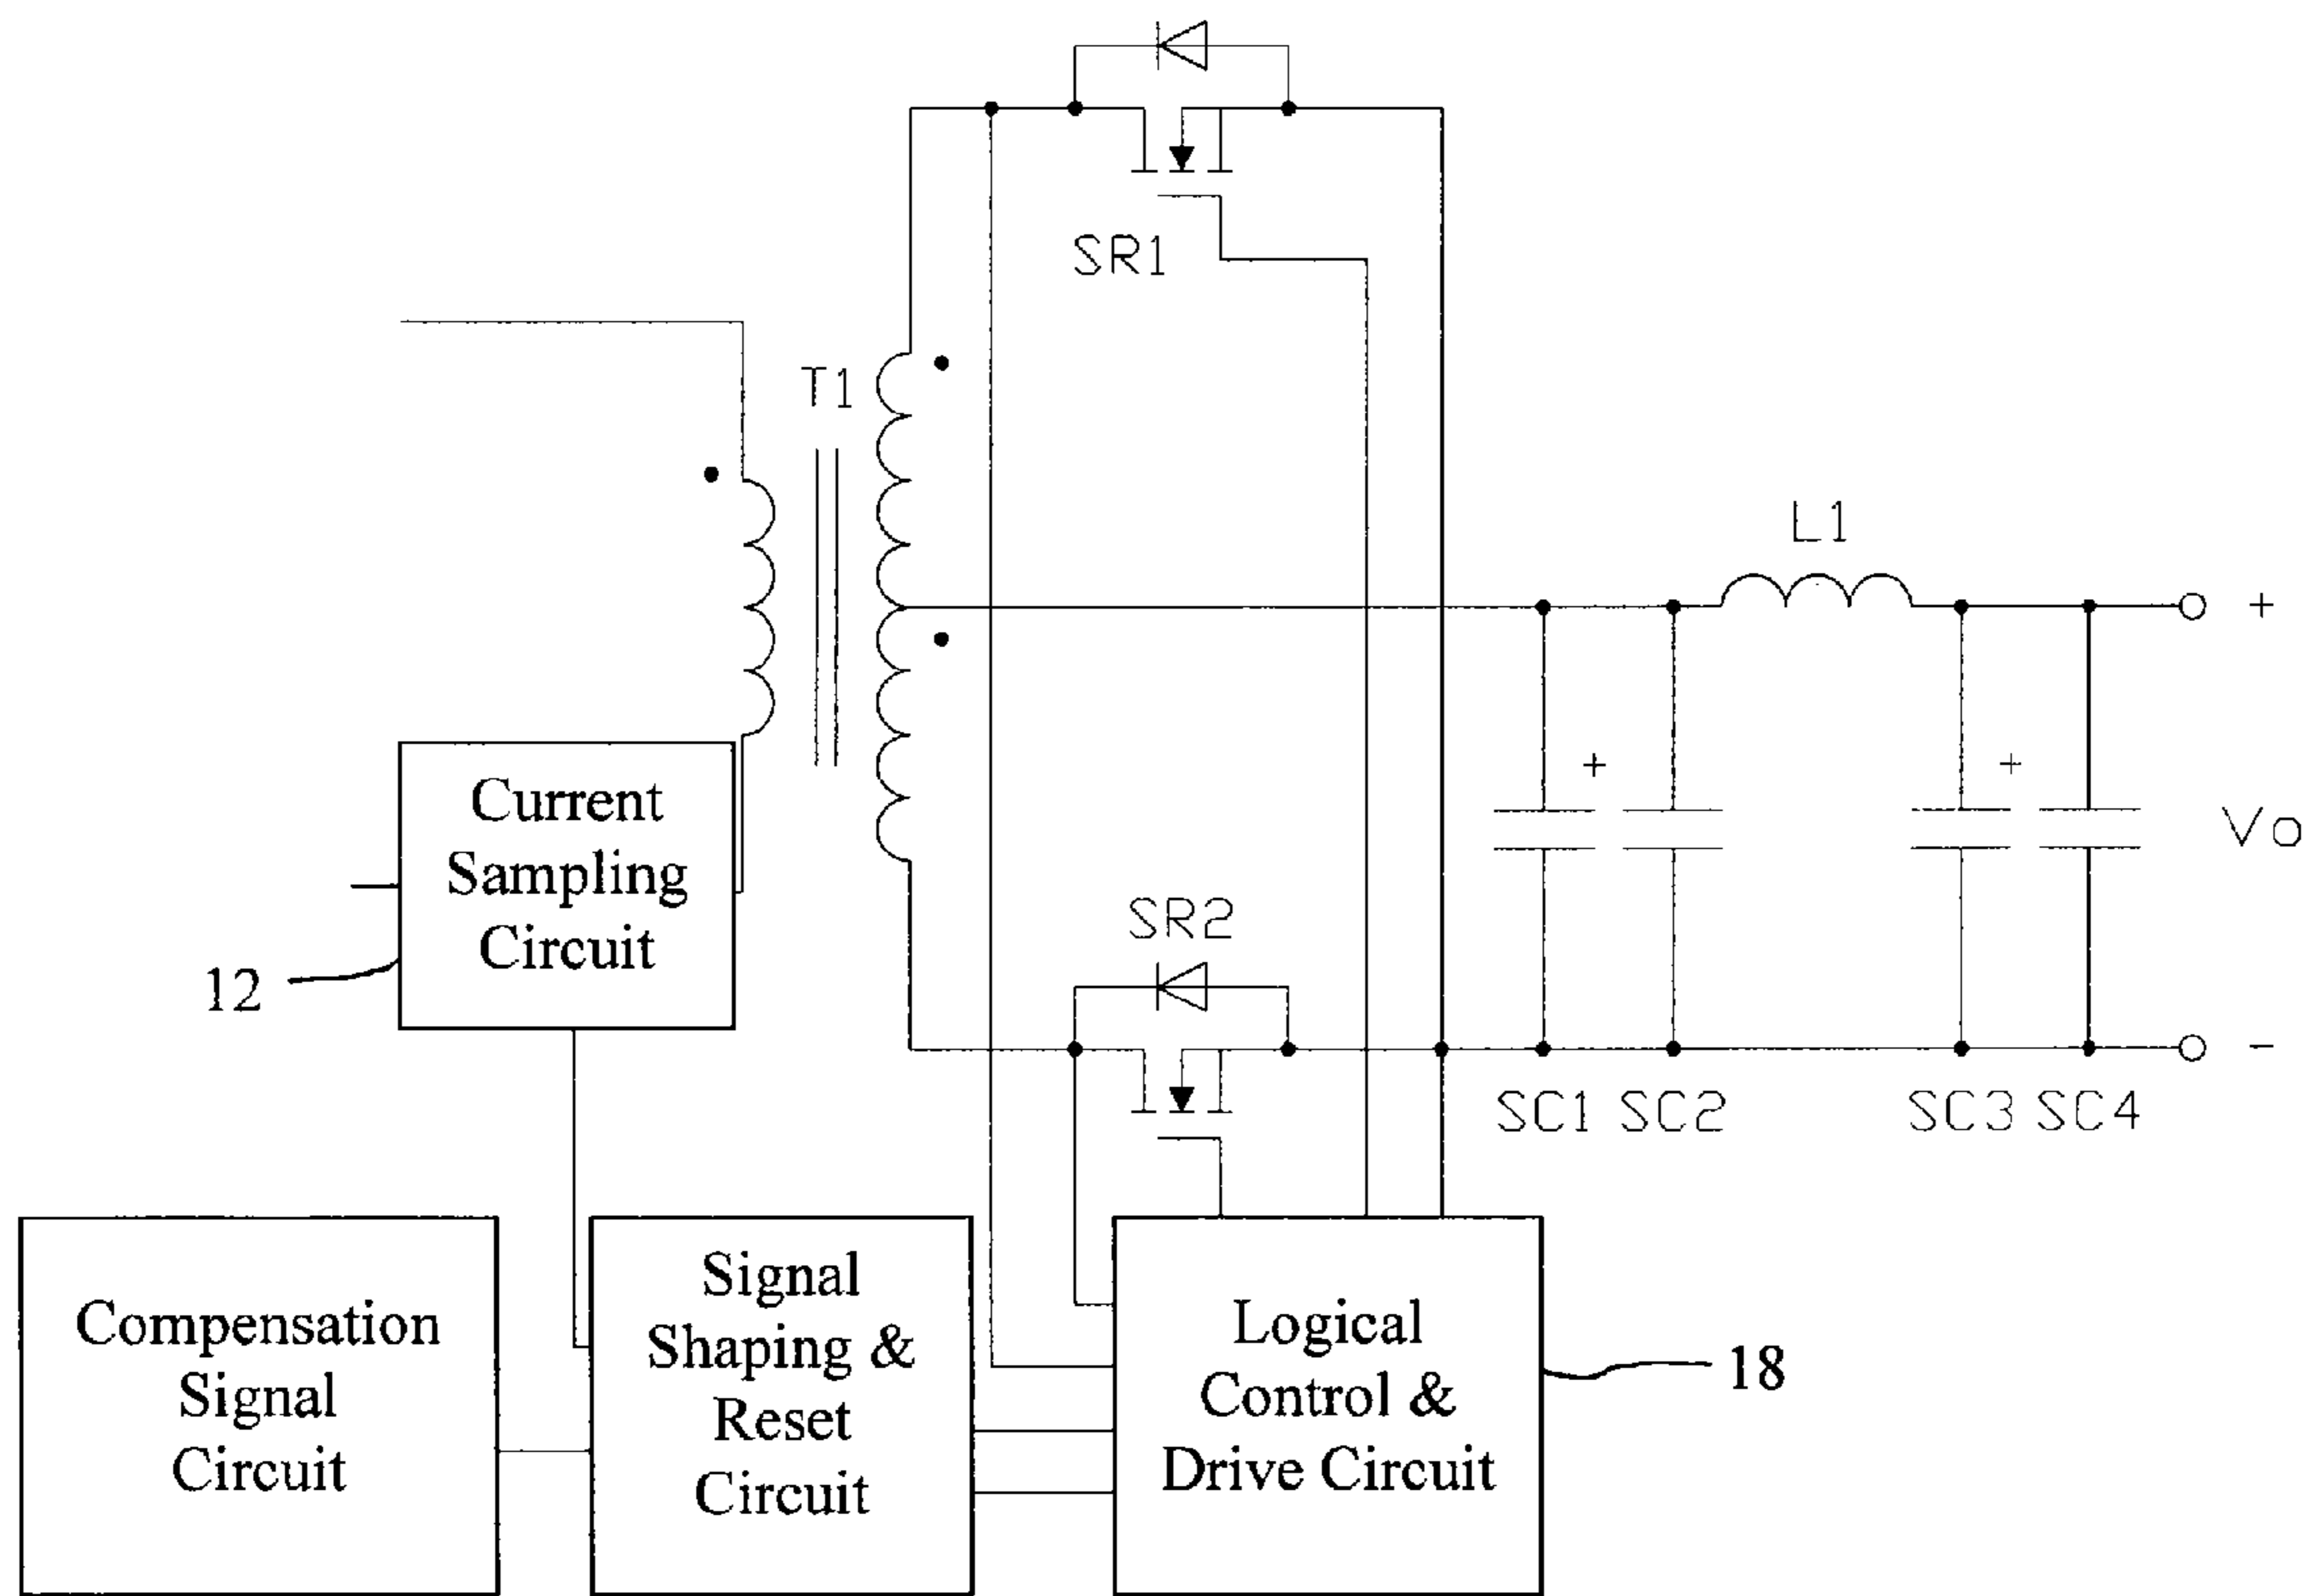 SR1
T1
L1
+
Current
Sampling
Circuit
+
+
Vo
SR2
12
−
SC1
SC2
SC3
SC4
Compensation
Signal
Circuit
Signal
Shaping &
Reset
Circuit
Logical
Control &
Drive Circuit
18